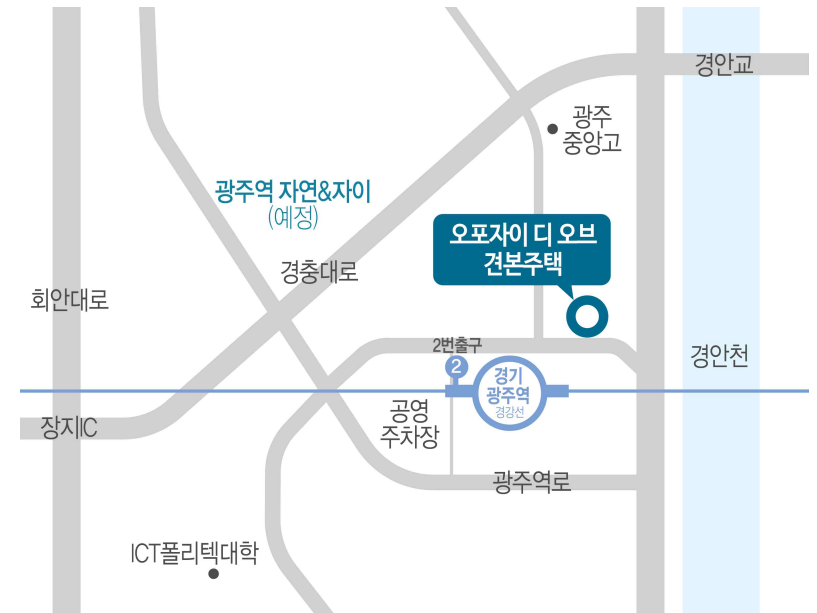 경안교
광주
중앙고
광주역 자연&자이
(예정)
오포자이 디 오브
견본주택
경충대로
회안대로
2번출구
2
경기
광주역
경강선
경안천
공영
주차장
장지IC
광주역로
ICT폴리텍대학